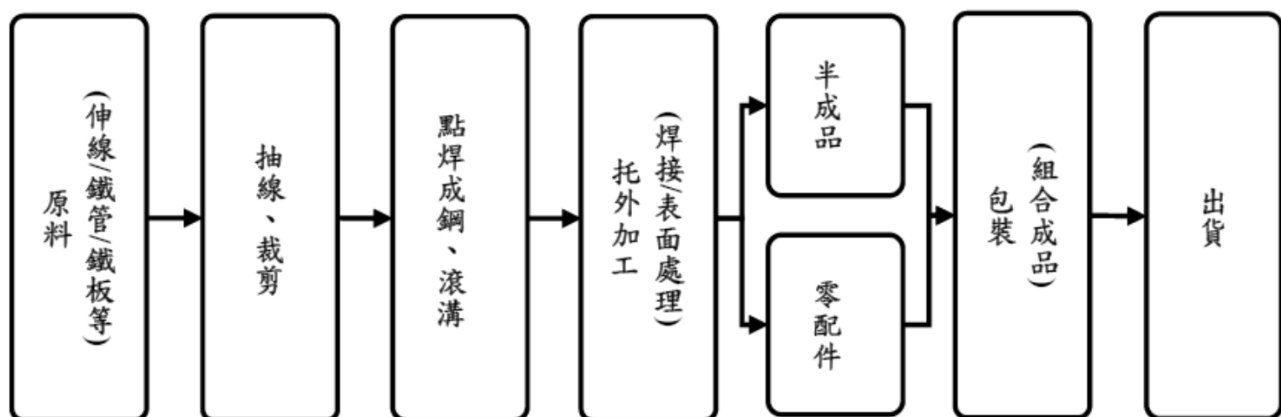 原料
(伸線/鐵管/鐵板等)
抽線、裁剪
點焊成鋼、滾溝
托外加工
(焊接/表面處理)
半成品
零配件
包裝
(組合成品)
出貨